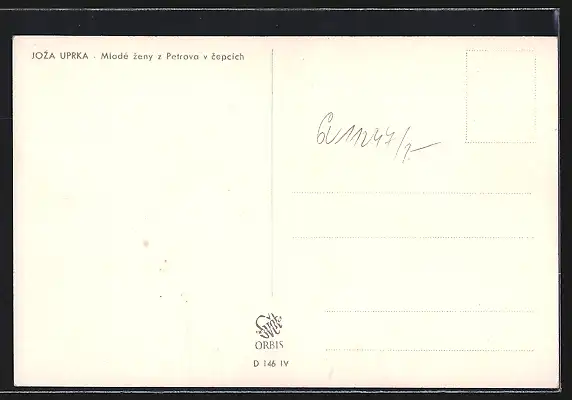 JOŽA UPRKA - Mladé ženy z Petrova v čepcích
ORBIS
D 146 IV